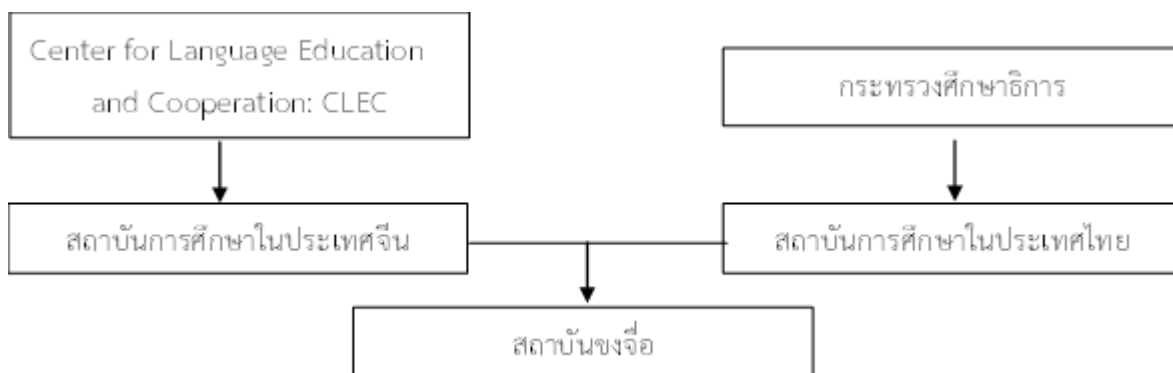 Center for Language Education
and Cooperation: CLEC
กระทรวงศึกษาธิการ
สถาบันการศึกษาในประเทศจีน
สถาบันการศึกษาในประเทศไทย
สถาบันขงจื่อ